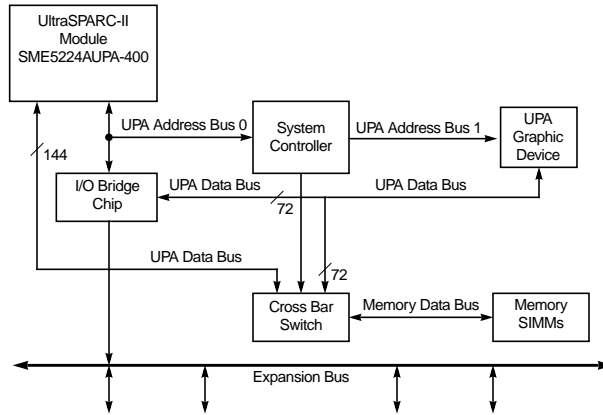 UltraSPARC-II
Module
SME5224AUPA-400
UPA Address Bus 0
System
Controller
UPA Address Bus 1
UPA
Graphic
Device
144
I/O Bridge
Chip
UPA Data Bus
72
UPA Data Bus
UPA Data Bus
72
Cross Bar
Switch
Memory Data Bus
Memory
SIMMs
Expansion Bus